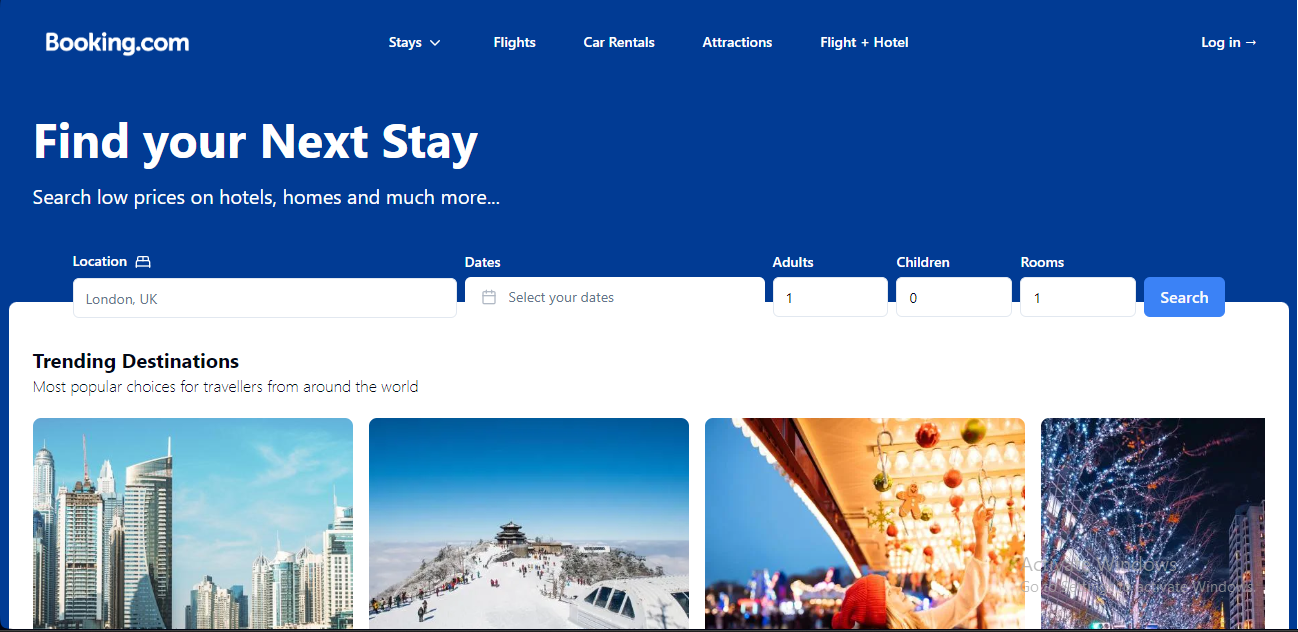 Booking.com
Stays
Flights
Car Rentals
Attractions
Flight + Hotel
Log in →
Find your Next Stay
Search low prices on hotels, homes and much more...
Location
Dates
Adults
Children
Rooms
London, UK
Select your dates
1
0
1
Search
Trending Destinations
Most popular choices for travellers from around the world
Activate Windows
Go to Settings to activate Windows.